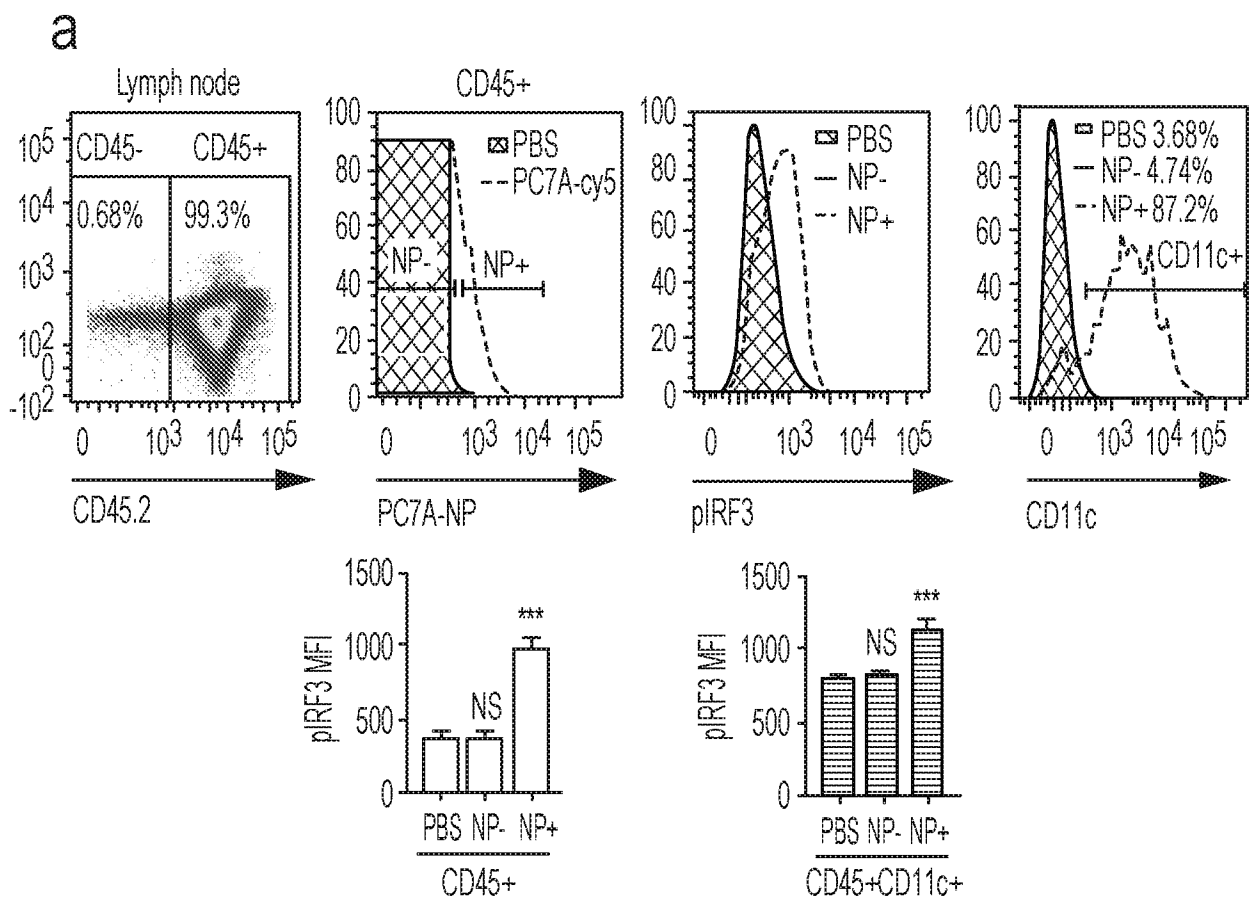 a
Lymph node
CD45-
CD45+
0.68%
99.3%
10⁵
10⁴
10³
10²
0
-10²
0
10³
10⁴
10⁵
CD45.2
CD45+
100
80
60
40
20
0
PBS
PC7A-cy5
NP-
NP+
0
10³
10⁴
10⁵
PC7A-NP
100
80
60
40
20
0
PBS
NP-
NP+
0
10³
10⁴
10⁵
pIRF3
100
80
60
40
20
0
PBS 3.68%
NP- 4.74%
NP+ 87.2%
CD11c+
0
10³
10⁴
10⁵
CD11c
pIRF3 MFI
1500
1000
500
0
NS
***
PBS NP- NP+
CD45+
pIRF3 MFI
1500
1000
500
0
NS
***
PBS NP- NP+
CD45+CD11c+